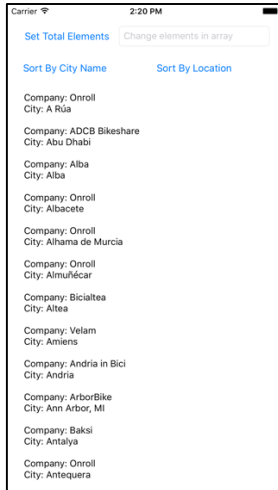 Carrier 2:20 PM
Set Total Elements Change elements in array
Sort By City Name Sort By Location
Company: Onroll
City: A Rúa
Company: ADCB Bikeshare
City: Abu Dhabi
Company: Alba
City: Alba
Company: Onroll
City: Albacete
Company: Onroll
City: Alhama de Murcia
Company: Onroll
City: Almuñécar
Company: Bicialtea
City: Altea
Company: Velam
City: Amiens
Company: Andria in Bici
City: Andria
Company: ArborBike
City: Ann Arbor, MI
Company: Baksi
City: Antalya
Company: Onroll
City: Antequera